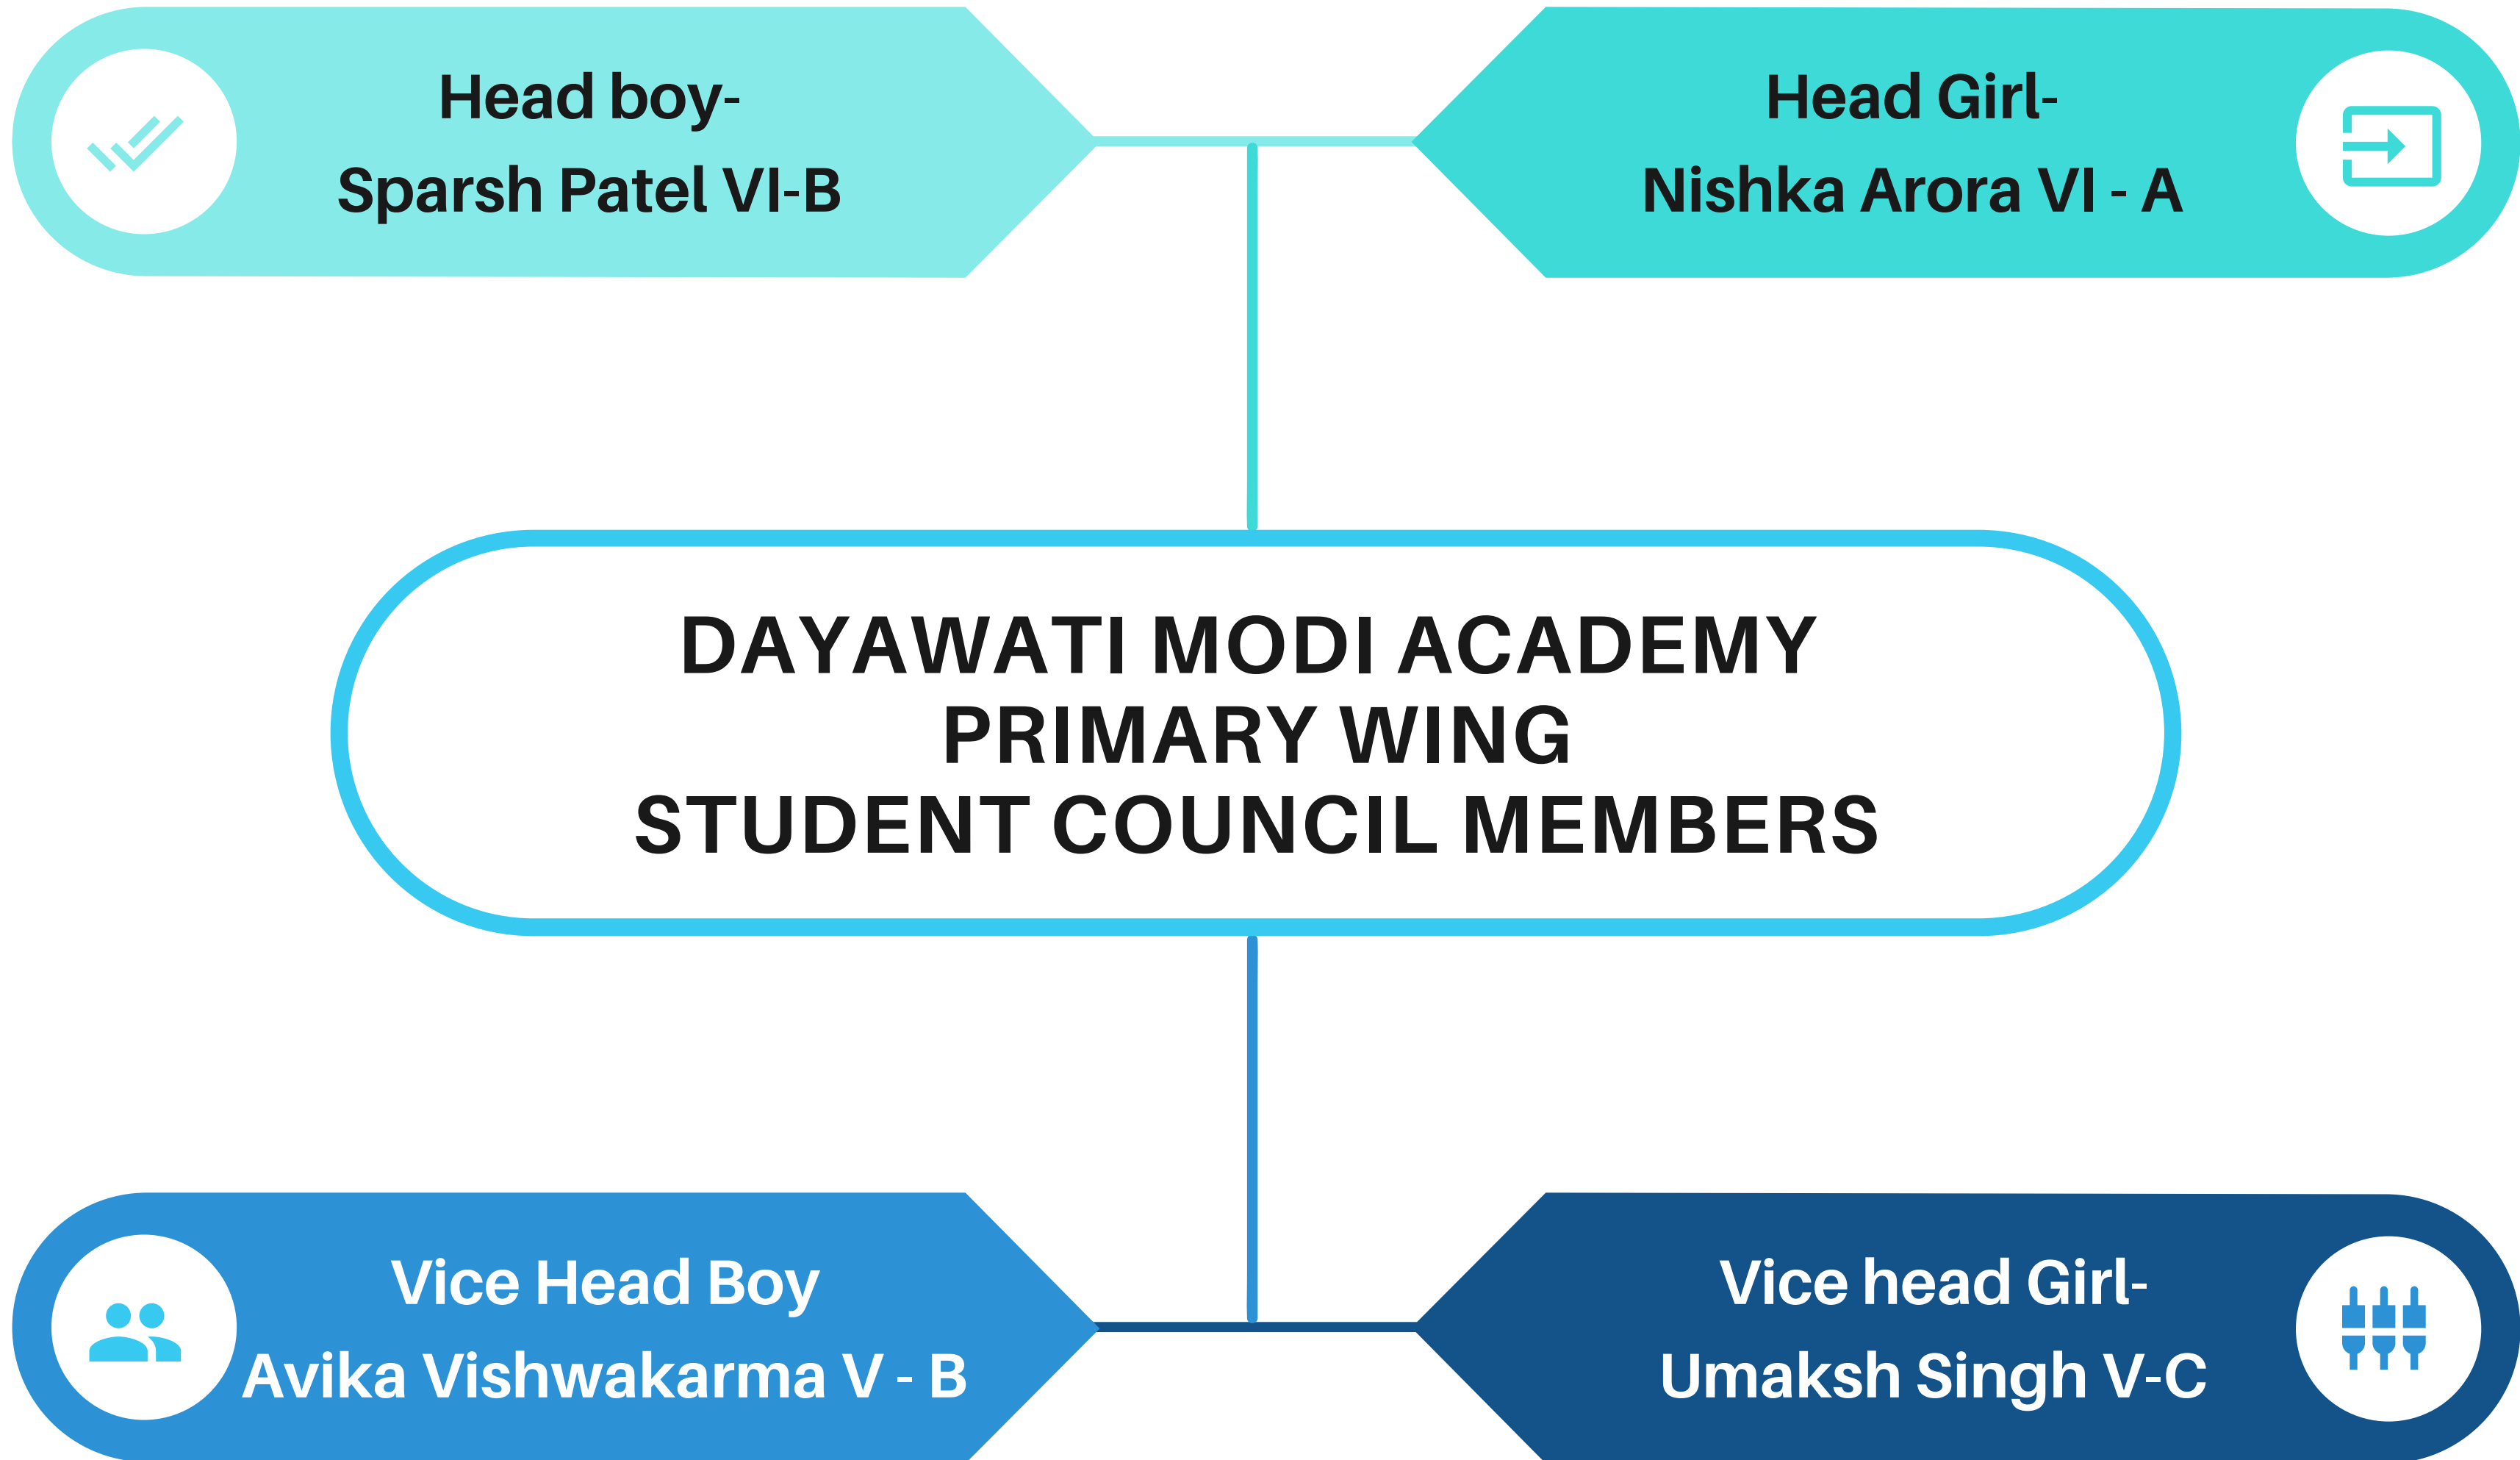 Head boy-
Sparsh Patel VI-B
Head Girl-
Nishka Arora VI - A
DAYAWATI MODI ACADEMY
PRIMARY WING
STUDENT COUNCIL MEMBERS
Vice Head Boy
Avika Vishwakarma V - B
Vice head Girl-
Umaksh Singh V-C